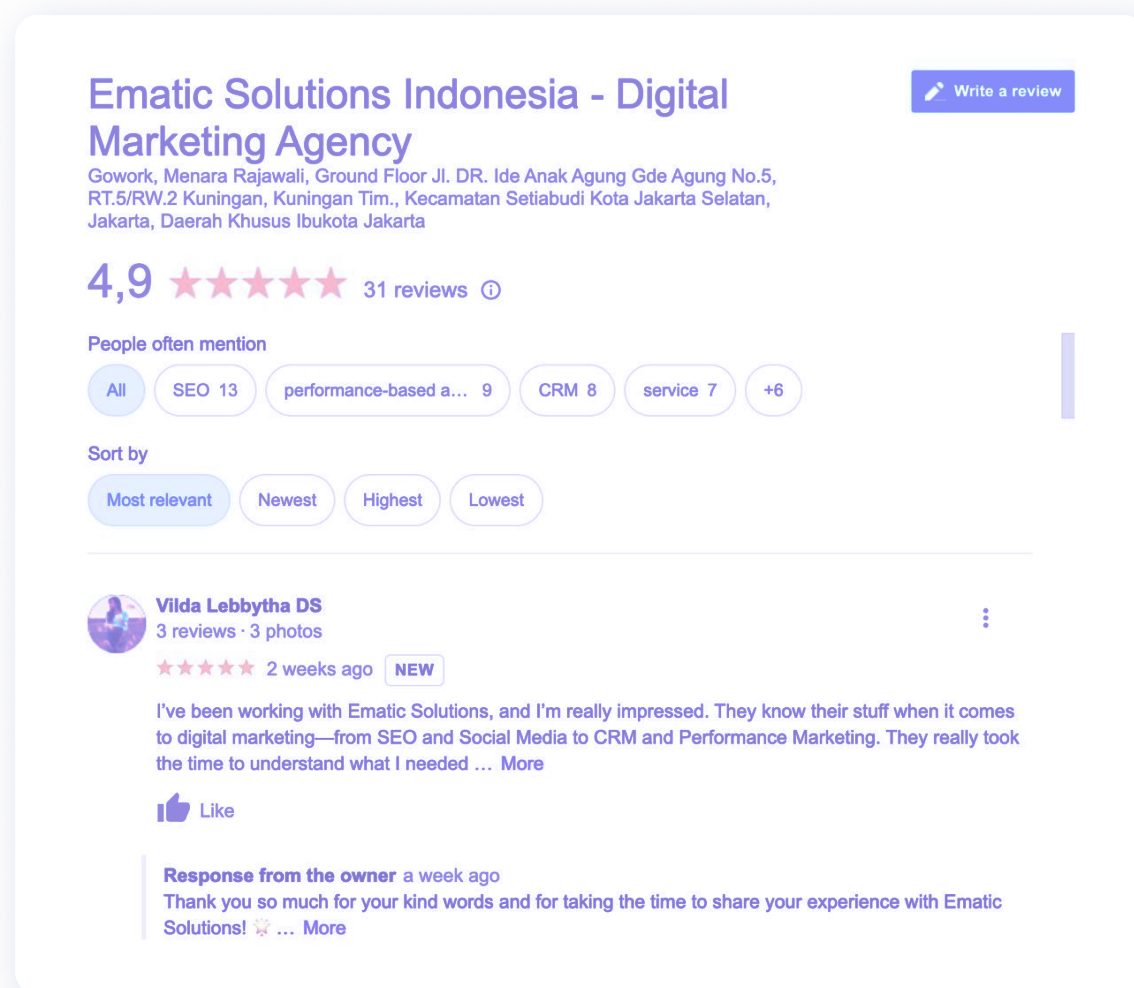 Ematic Solutions Indonesia - Digital
Marketing Agency
Write a review
Gowork, Menara Rajawali, Ground Floor Jl. DR. Ide Anak Agung Gde Agung No.5,
RT.5/RW.2 Kuningan, Kuningan Tim., Kecamatan Setiabudi Kota Jakarta Selatan,
Jakarta, Daerah Khusus Ibukota Jakarta
4,9 31 reviews
People often mention
All SEO 13 performance-based a... 9 CRM 8 service 7 +6
Sort by
Most relevant Newest Highest Lowest
Vilda Lebbytha DS
3 reviews · 3 photos
2 weeks ago NEW
I’ve been working with Ematic Solutions, and I’m really impressed. They know their stuff when it comes
to digital marketing—from SEO and Social Media to CRM and Performance Marketing. They really took
the time to understand what I needed … More
Like
Response from the owner a week ago
Thank you so much for your kind words and for taking the time to share your experience with Ematic
Solutions! 🌟 … More